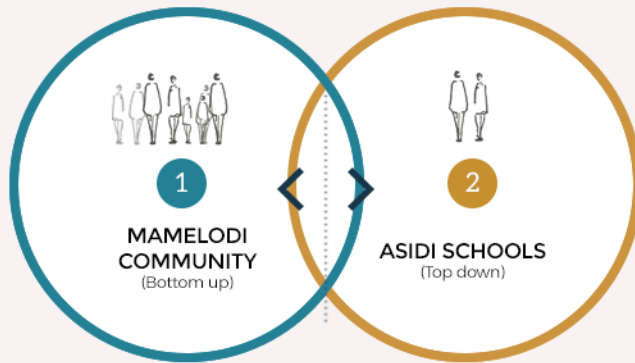 1
MAMELODI
COMMUNITY
(Bottom up)
2
ASIDI SCHOOLS
(Top down)